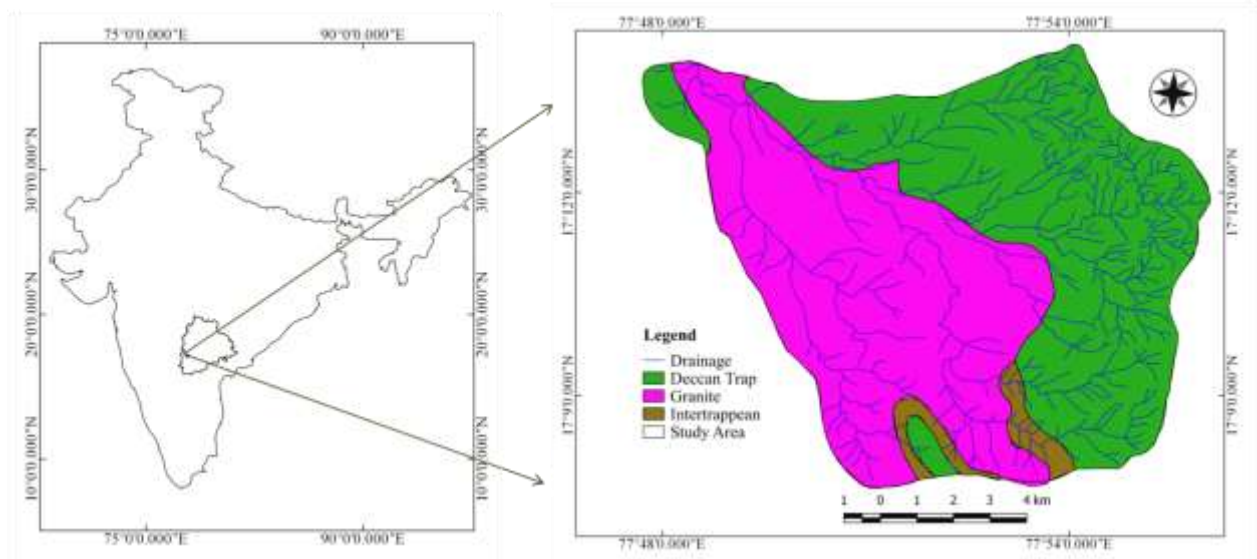 75°0'0.000"E 90°0'0.000"E
30°0'0.000"N 30°0'0.000"N
20°0'0.000"N 20°0'0.000"N
10°0'0.000"N 10°0'0.000"N
75°0'0.000"E 90°0'0.000"E
77°48'0.000"E 77°54'0.000"E
17°12'0.000"N 17°12'0.000"N
17°9'0.000"N 17°9'0.000"N
Legend
Drainage
Deccan Trap
Granite
Intertrappean
Study Area
1 0 1 2 3 4 km
77°48'0.000"E 77°54'0.000"E